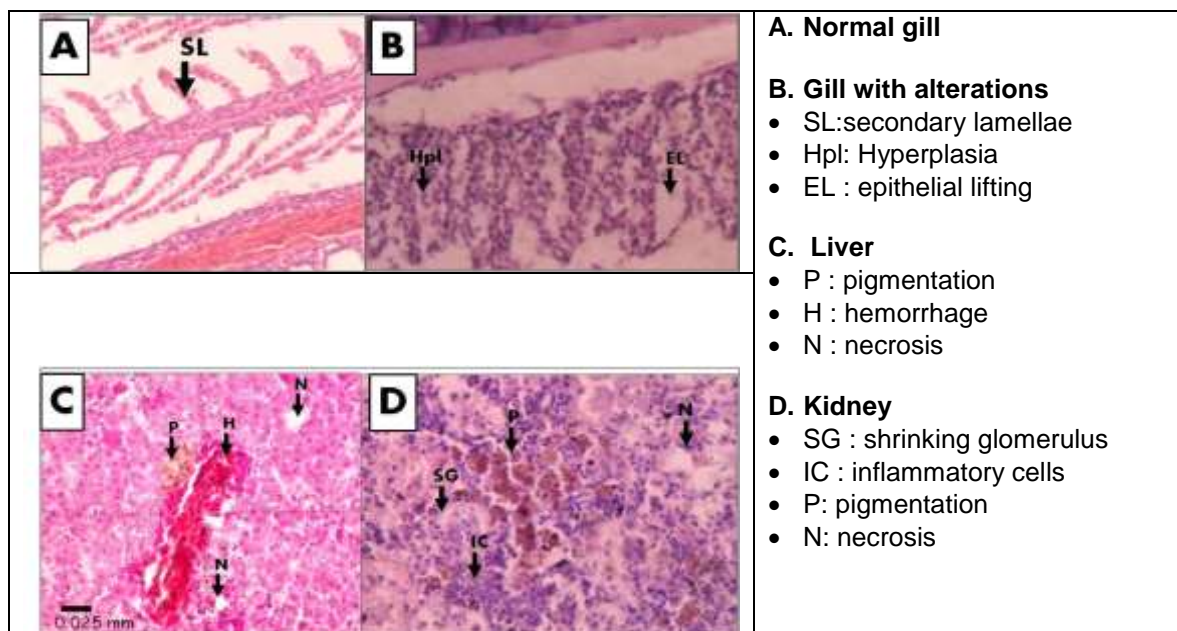 A
SL
B
Hpl
EL
C
P
H
N
N
0.025 mm
D
P
N
SG
IC
A. Normal gill
B. Gill with alterations
• SL:secondary lamellae
• Hpl: Hyperplasia
• EL : epithelial lifting
C. Liver
• P : pigmentation
• H : hemorrhage
• N : necrosis
D. Kidney
• SG : shrinking glomerulus
• IC : inflammatory cells
• P: pigmentation
• N: necrosis